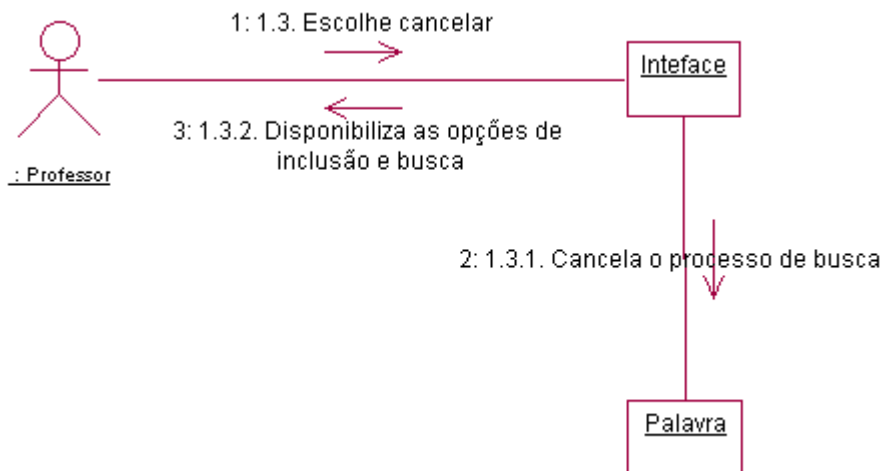 1: 1.3. Escolhe cancelar
Inteface
3: 1.3.2. Disponibiliza as opções de
inclusão e busca
: Professor
2: 1.3.1. Cancela o processo de busca
Palavra